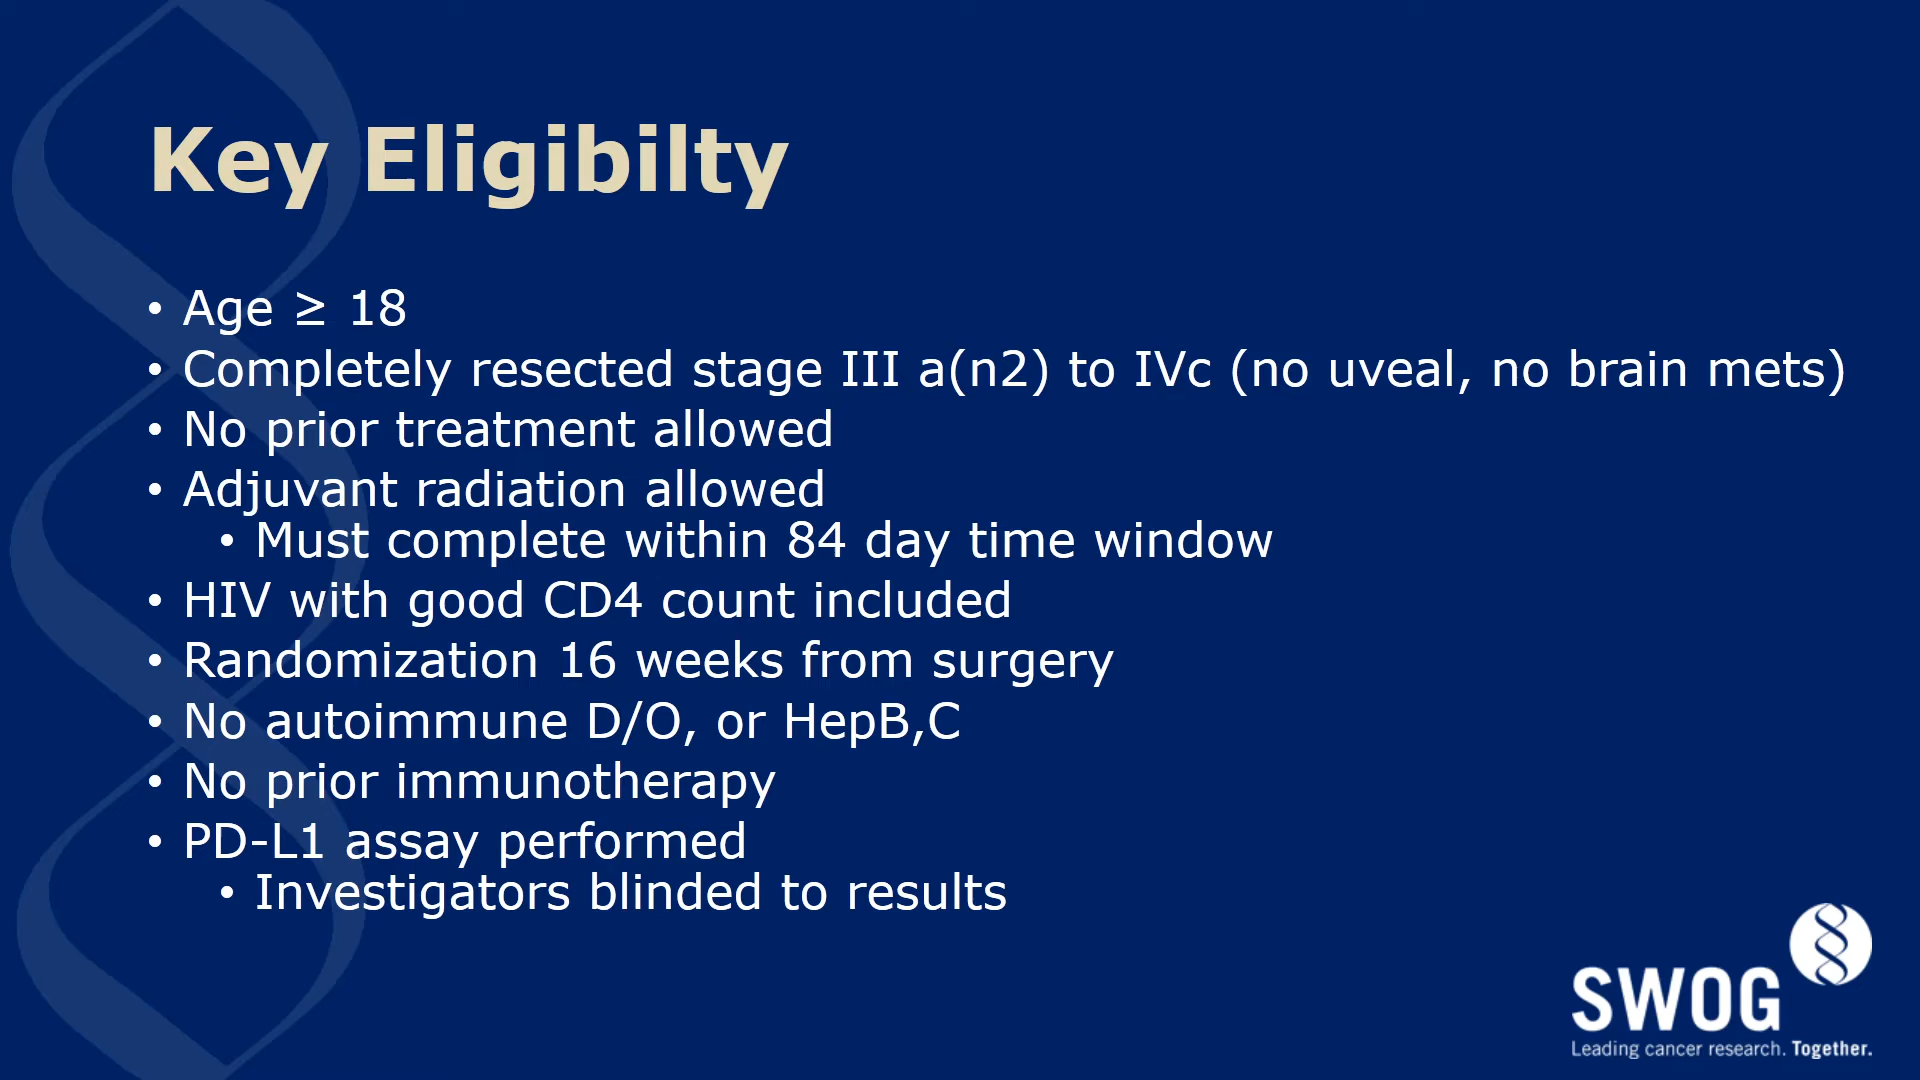 Key Eligibilty
• Age ≥ 18
• Completely resected stage III a(n2) to IVc (no uveal, no brain mets)
• No prior treatment allowed
• Adjuvant radiation allowed
• Must complete within 84 day time window
• HIV with good CD4 count included
• Randomization 16 weeks from surgery
• No autoimmune D/O, or HepB,C
• No prior immunotherapy
• PD-L1 assay performed
• Investigators blinded to results
SWOG
Leading cancer research. Together.